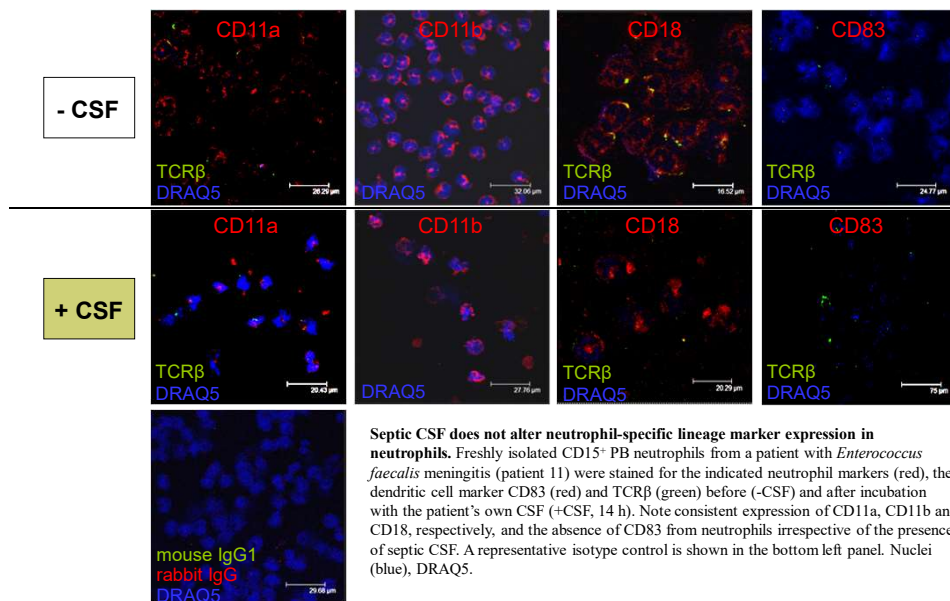 CD11a
CD11b
CD18
CD83
- CSF
TCRβ
DRAQ5
26.29 µm
DRAQ5
32.06 µm
TCRβ
DRAQ5
16.52 µm
TCRβ
DRAQ5
24.77 µm
CD11a
CD11b
CD18
CD83
+ CSF
TCRβ
DRAQ5
20.43 µm
DRAQ5
27.76 µm
TCRβ
DRAQ5
20.29 µm
TCRβ
DRAQ5
75 µm
mouse IgG1
rabbit IgG
DRAQ5
29.68 µm
Septic CSF does not alter neutrophil-specific lineage marker expression in
neutrophils. Freshly isolated CD15⁺ PB neutrophils from a patient with Enterococcus
faecalis meningitis (patient 11) were stained for the indicated neutrophil markers (red), the
dendritic cell marker CD83 (red) and TCRβ (green) before (-CSF) and after incubation
with the patient's own CSF (+CSF, 14 h). Note consistent expression of CD11a, CD11b an
CD18, respectively, and the absence of CD83 from neutrophils irrespective of the presence
of septic CSF. A representative isotype control is shown in the bottom left panel. Nuclei
(blue), DRAQ5.